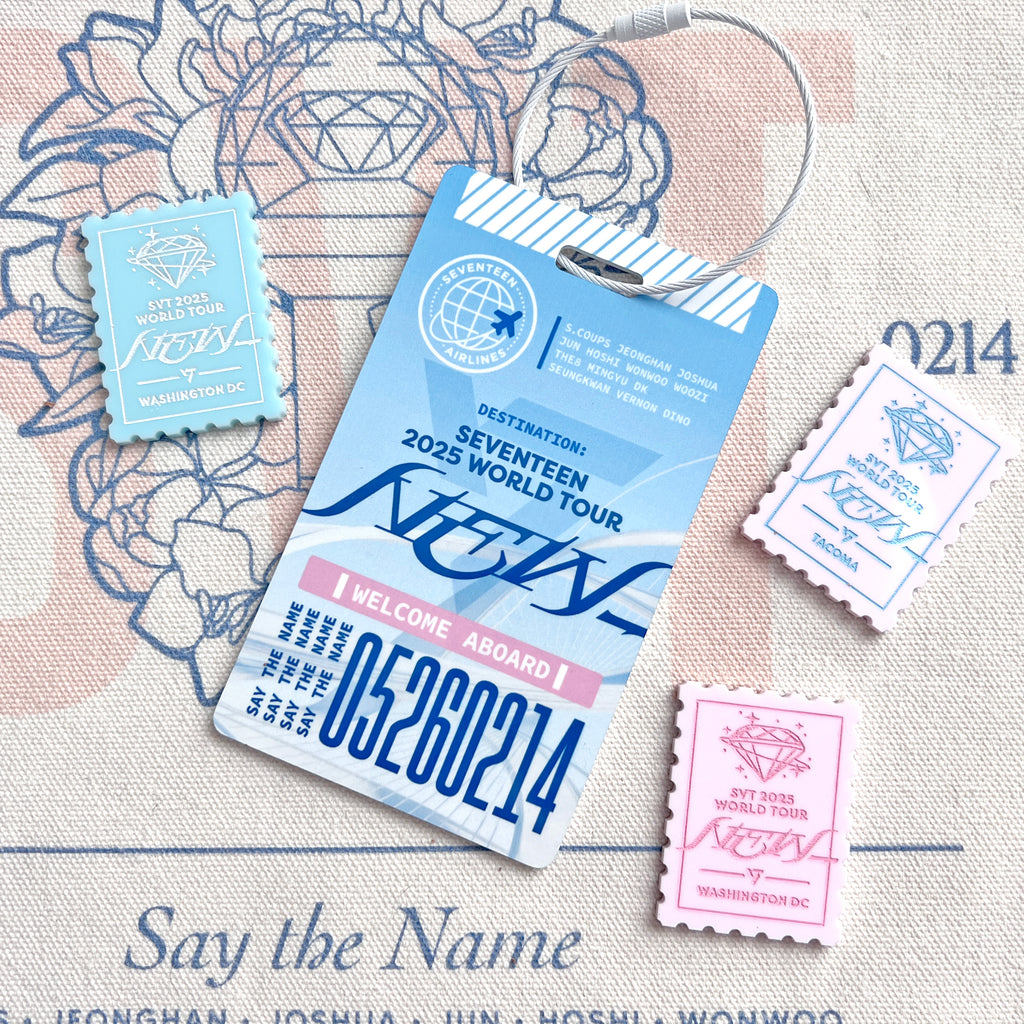 SVT 2025
WORLD TOUR
NEW_
WASHINGTON DC
SEVENTEEN
AIRLINES
S.COUPS JEONGHAN JOSHUA
JUN HOSHI WONWOO WOOZI
THE8 MINGYU DK
SEUNGKWAN VERNON DINO
DESTINATION:
SEVENTEEN
2025 WORLD TOUR
NEW_
WELCOME ABOARD
SAY THE NAME
SAY THE NAME
SAY THE NAME
SAY THE NAME
05260214
0214
SVT 2025
WORLD TOUR
NEW_
TACOMA
SVT 2025
WORLD TOUR
NEW_
WASHINGTON DC
Say the Name
JEONGHAN • JOSHUA • JUN • HOSHI • WONWOO